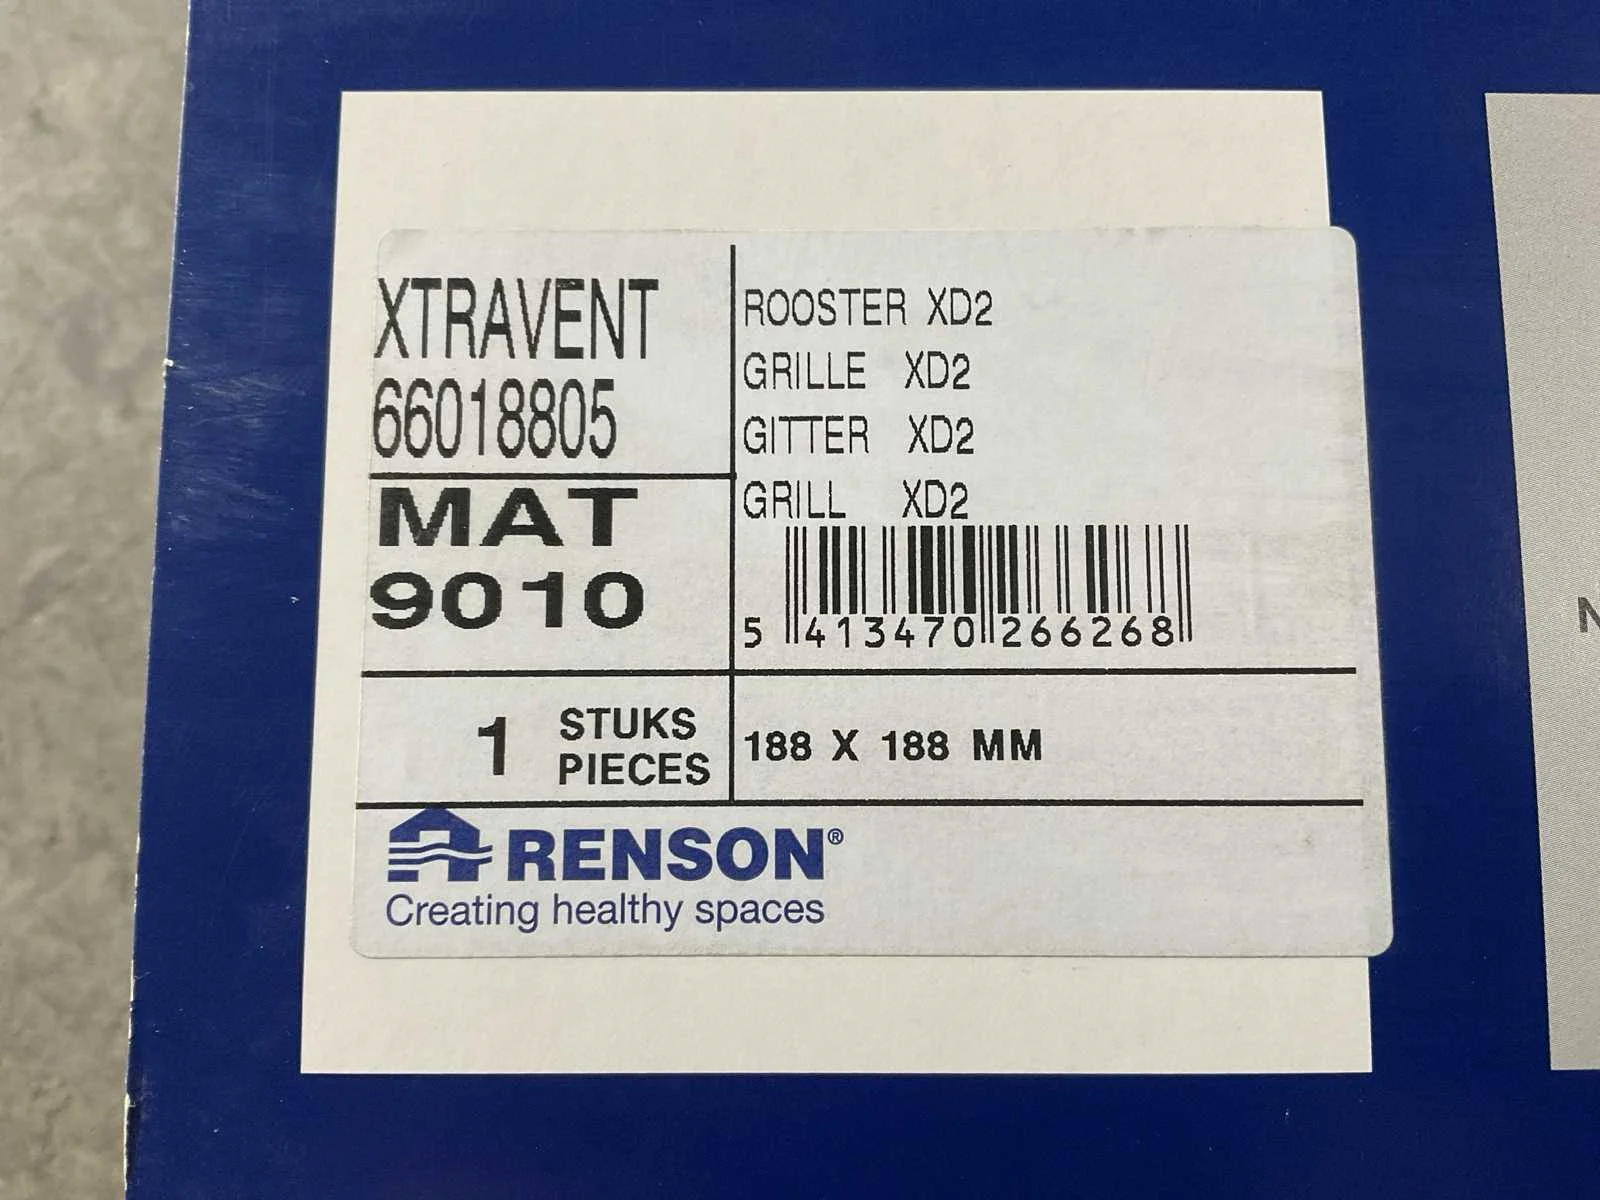 XTRAVENT
66018805
MAT
9010
ROOSTER XD2
GRILLE XD2
GITTER XD2
GRILL XD2
5 413470 266268
1 STUKS
PIECES
188 X 188 MM
RENSON®
Creating healthy spaces
N